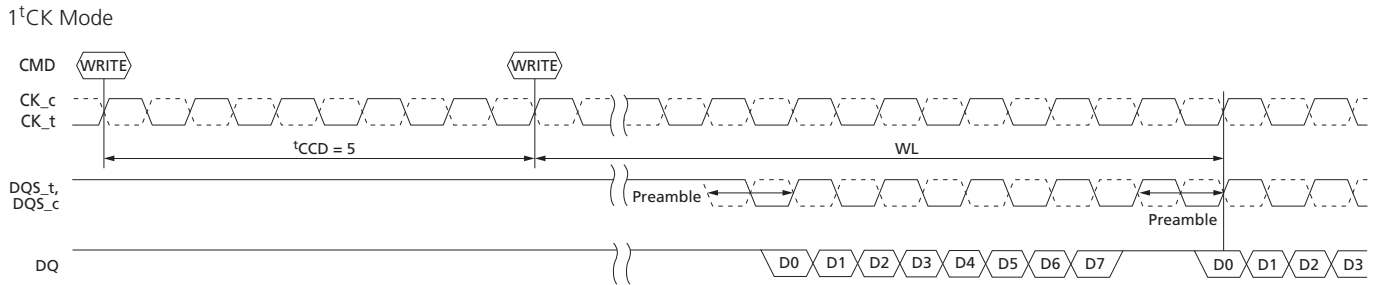 1tCK Mode
CMD WRITE WRITE
CK_c
CK_t
tCCD = 5 WL
DQS_t,
DQS_c
Preamble
Preamble
DQ D0 D1 D2 D3 D4 D5 D6 D7 D0 D1 D2 D3